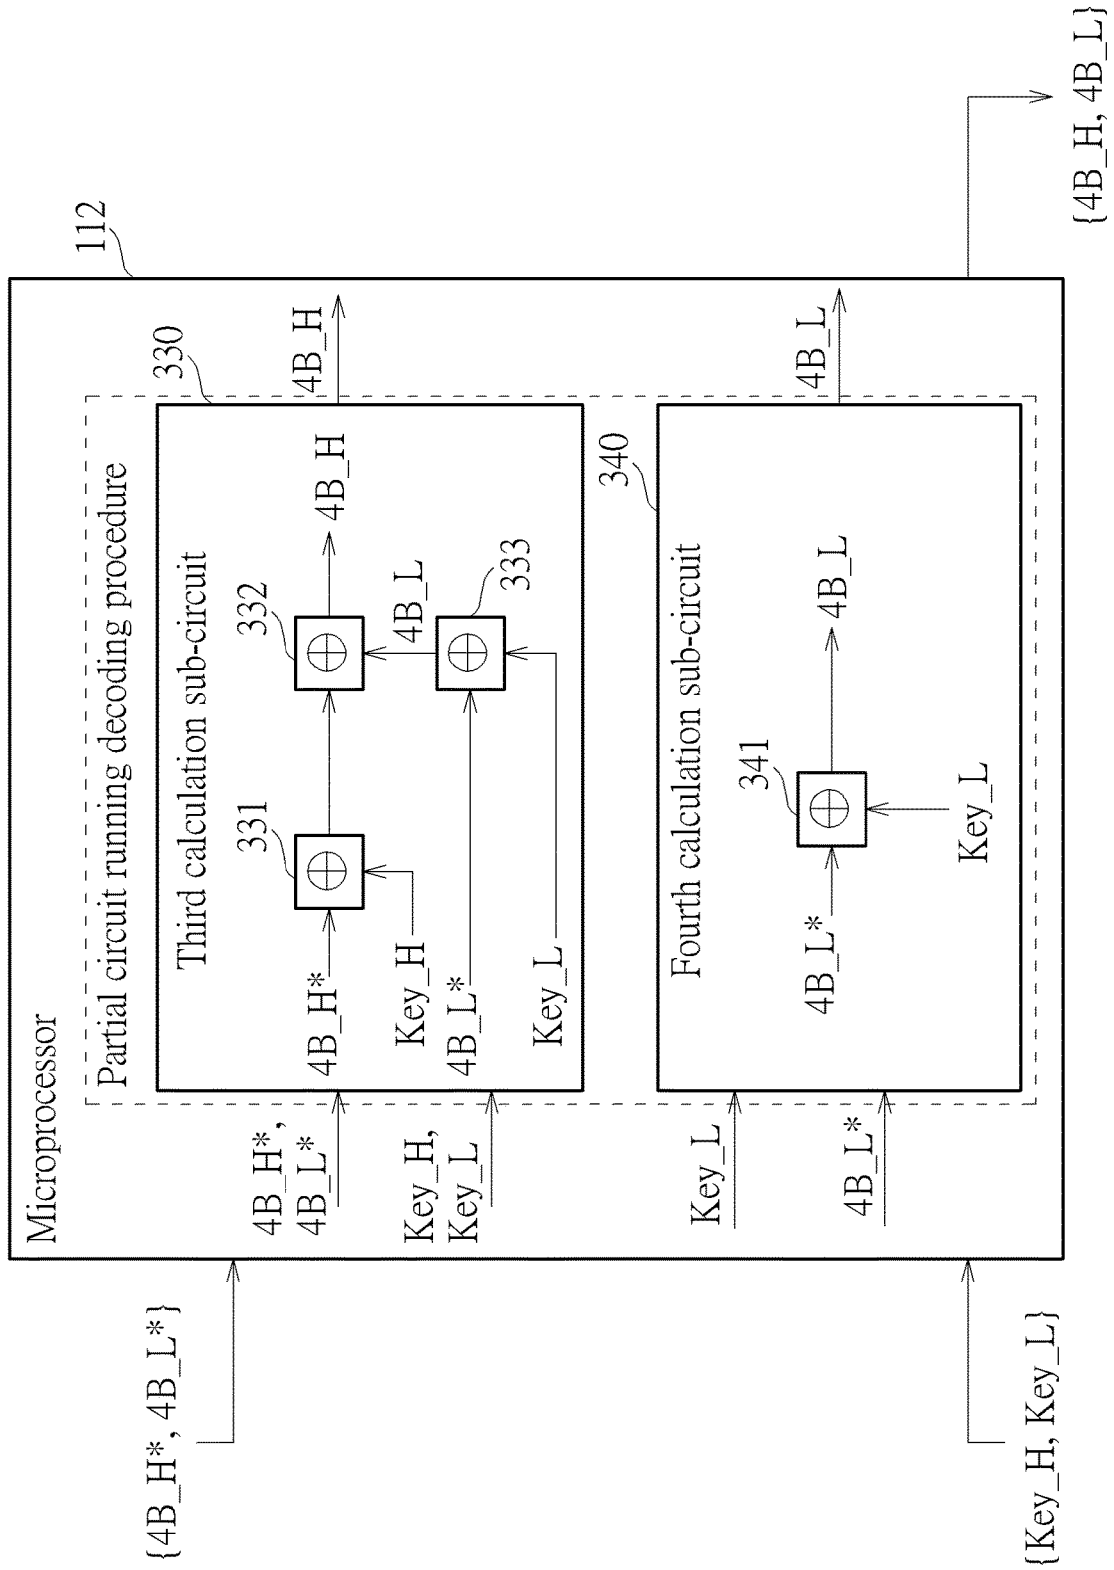 Microprocessor
112
Partial circuit running decoding procedure
{4B_H*, 4B_L*}
{Key_H, Key_L}
{4B_H, 4B_L}
330
Third calculation sub-circuit
4B_H*,
4B_L*
Key_H,
Key_L
4B_H*
331
Key_H
332
4B_H
4B_H
4B_L*
4B_L
333
Key_L
340
Fourth calculation sub-circuit
Key_L
4B_L*
4B_L*
341
4B_L
Key_L
4B_L